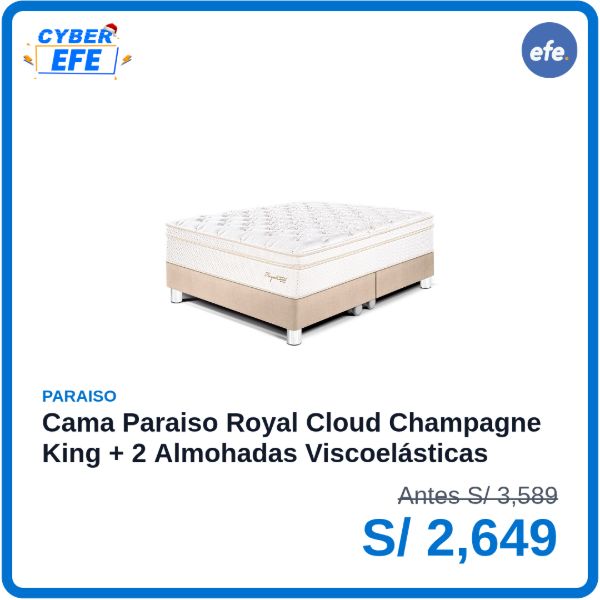 CYBER
EFE
efe.
PARAISO
Cama Paraiso Royal Cloud Champagne
King + 2 Almohadas Viscoelásticas
Antes S/ 3,589
S/ 2,649